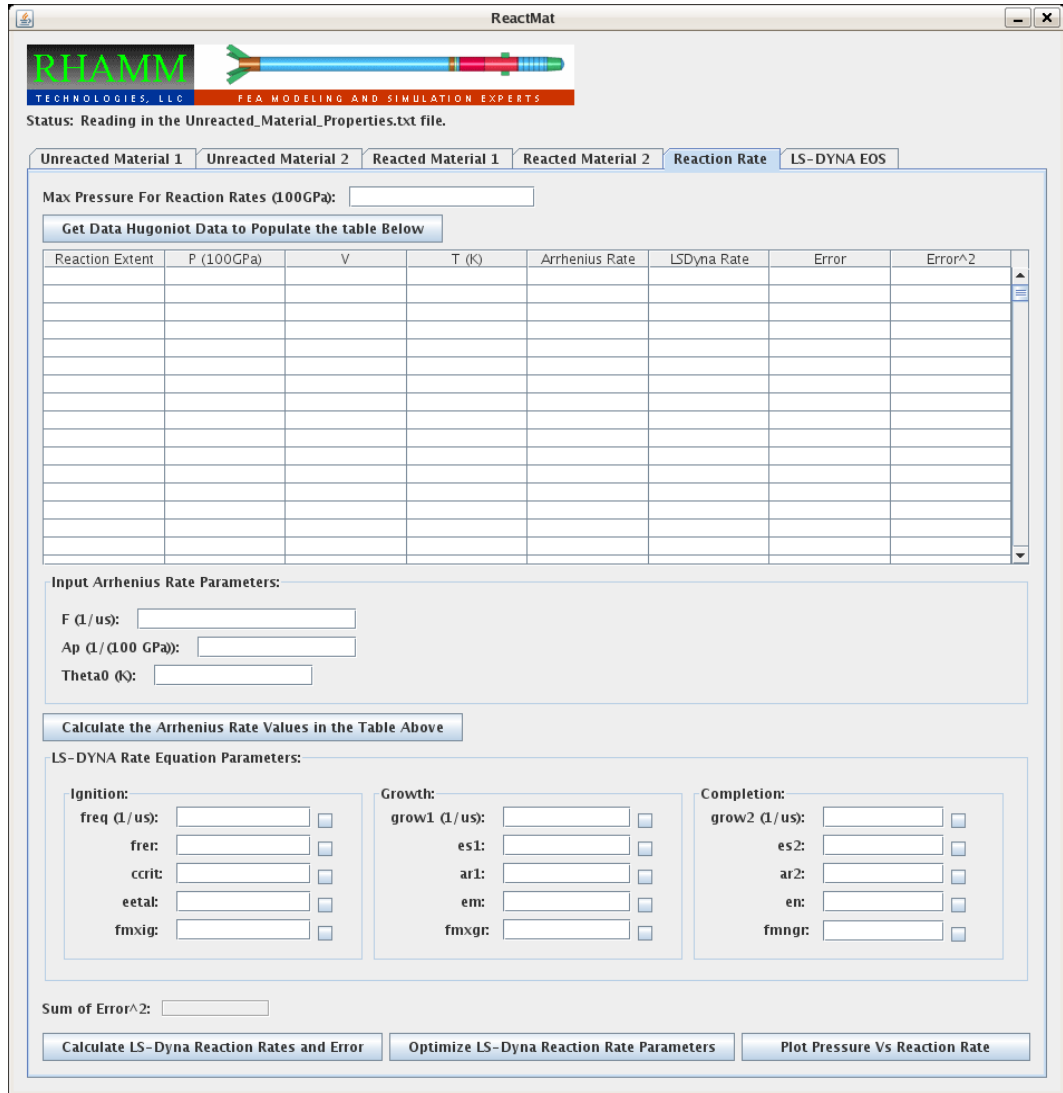 ReactMat
RHAMM
TECHNOLOGIES, LLC FEA MODELING AND SIMULATION EXPERTS
Status: Reading in the Unreacted_Material_Properties.txt file.
Unreacted Material 1 Unreacted Material 2 Reacted Material 1 Reacted Material 2 Reaction Rate LS-DYNA EOS
Max Pressure For Reaction Rates (100GPa):
Get Data Hugoniot Data to Populate the table Below
Reaction Extent P (100GPa) V T (K) Arrhenius Rate LSDyna Rate Error Error^2
Input Arrhenius Rate Parameters:
F (1/us):
Ap (1/(100 GPa)):
Theta0 (K):
Calculate the Arrhenius Rate Values in the Table Above
LS-DYNA Rate Equation Parameters:
Ignition: Growth: Completion:
freq (1/us): grow1 (1/us): grow2 (1/us):
frer: es1: es2:
ccrit: ar1: ar2:
eetal: em: en:
fmxig: fmxgr: fmngr:
Sum of Error^2:
Calculate LS-Dyna Reaction Rates and Error Optimize LS-Dyna Reaction Rate Parameters Plot Pressure Vs Reaction Rate